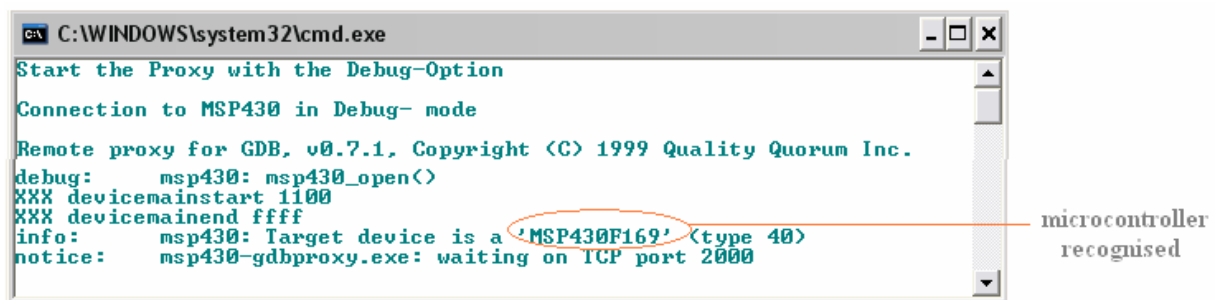 C:\WINDOWS\system32\cmd.exe
Start the Proxy with the Debug-Option
Connection to MSP430 in Debug- mode
Remote proxy for GDB, v0.7.1, Copyright (C) 1999 Quality Quorum Inc.
debug: msp430: msp430_open()
XXX devicemainstart 1100
XXX devicemainend ffff
info: msp430: Target device is a 'MSP430F169' (type 40)
notice: msp430-gdbproxy.exe: waiting on TCP port 2000
microcontroller
recognised